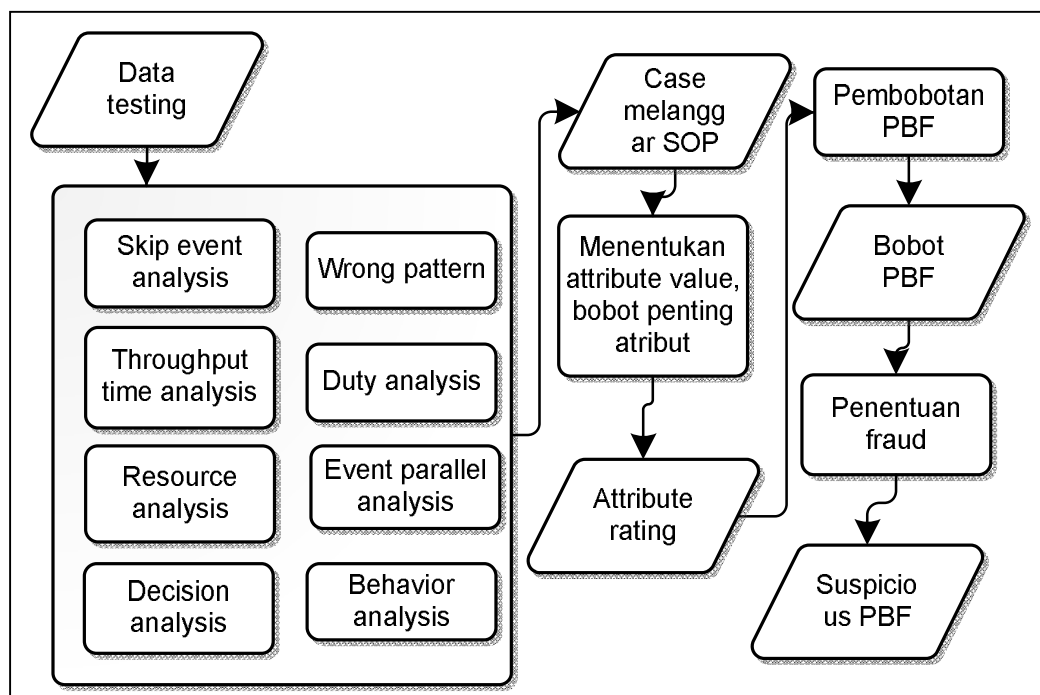 Data
testing
Skip event
analysis
Wrong pattern
Throughput
time analysis
Duty analysis
Resource
analysis
Event parallel
analysis
Decision
analysis
Behavior
analysis
Case
melangg
ar SOP
Menentukan
attribute value,
bobot penting
atribut
Attribute
rating
Pembobotan
PBF
Bobot
PBF
Penentuan
fraud
Suspicio
us PBF